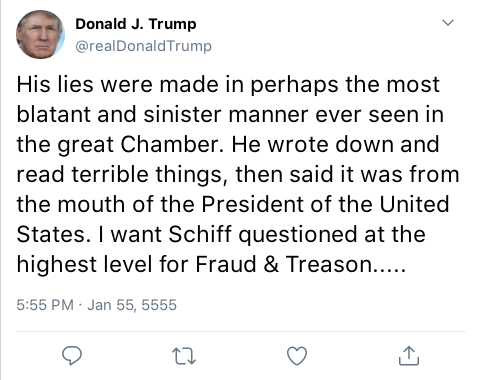 Donald J. Trump
@realDonaldTrump
His lies were made in perhaps the most
blatant and sinister manner ever seen in
the great Chamber. He wrote down and
read terrible things, then said it was from
the mouth of the President of the United
States. I want Schiff questioned at the
highest level for Fraud & Treason.....
5:55 PM · Jan 55, 5555